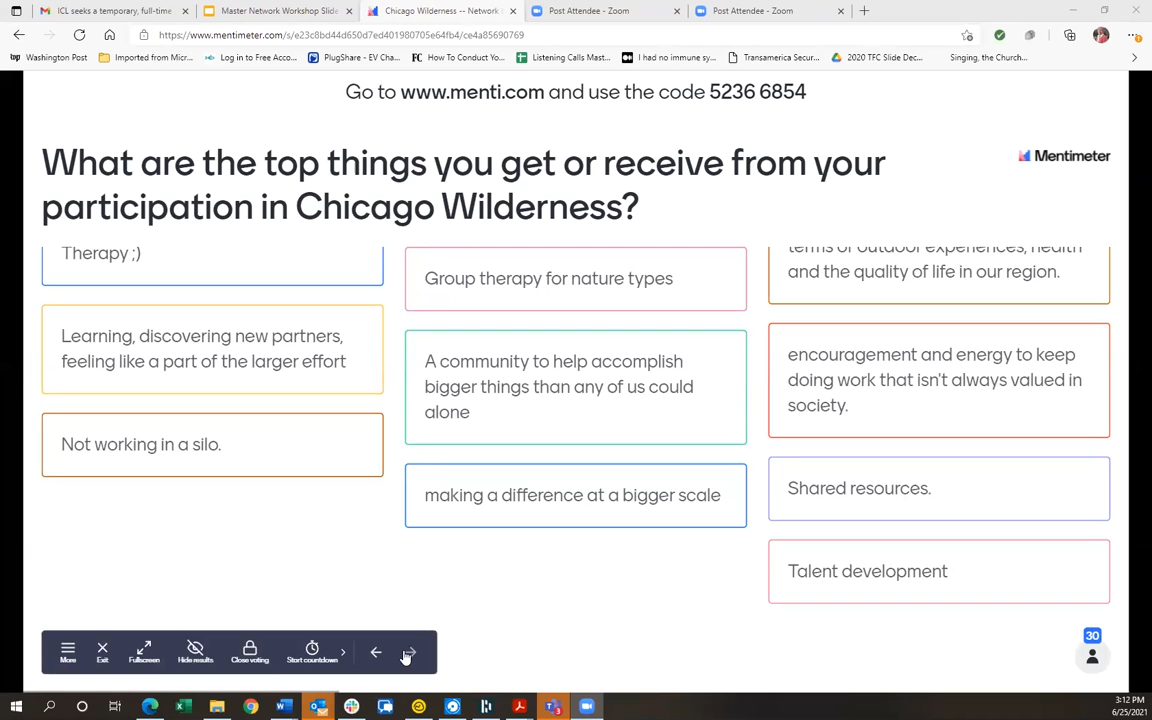 ICL seeks a temporary, full-time
Master Network Workshop Slide
Chicago Wilderness -- Network
Post Attendee - Zoom
Post Attendee - Zoom
https://www.mentimeter.com/s/e23c8bd44d650d7ed401980705e64fb4/ce4a85690769
Washington Post
Imported from Micr...
Log in to Free Acco...
PlugShare - EV Cha...
FC How To Conduct Yo...
Listening Calls Mast...
I had no immune sy...
Transamerica Secur...
2020 TFC Slide Dec...
Singing, the Church...
Go to www.menti.com and use the code 5236 6854
What are the top things you get or receive from your
participation in Chicago Wilderness?
Mentimeter
Therapy ;)
Learning, discovering new partners,
feeling like a part of the larger effort
Not working in a silo.
Group therapy for nature types
A community to help accomplish
bigger things than any of us could
alone
making a difference at a bigger scale
terms of outdoor experiences, health
and the quality of life in our region.
encouragement and energy to keep
doing work that isn't always valued in
society.
Shared resources.
Talent development
More
Exit
Fullscreen
Hide results
Close voting
Start countdown
30
3:12 PM
6/25/2021